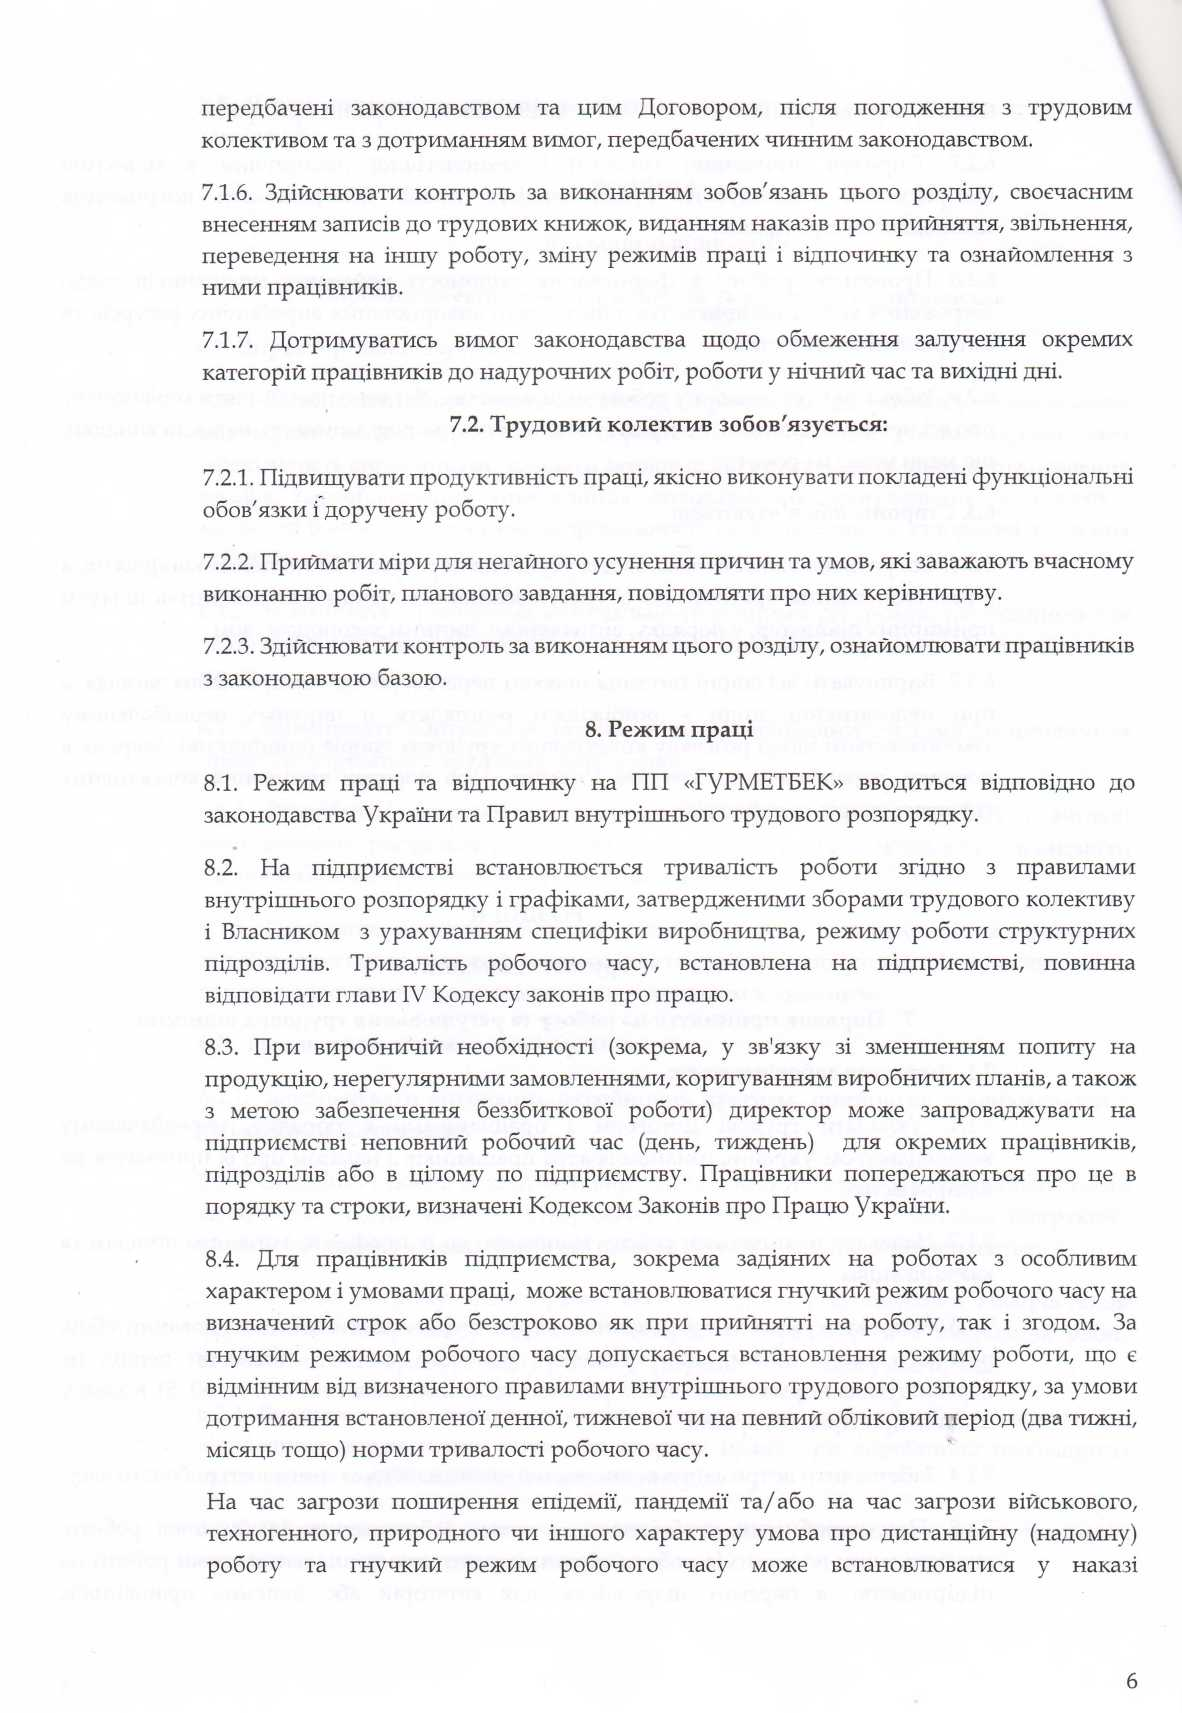 передбачені законодавством та цим Договором, після погодження з трудовим
колективом та з дотриманням вимог, передбачених чинним законодавством.
7.1.6. Здійснювати контроль за виконанням зобов’язань цього розділу, своєчасним
внесенням записів до трудових книжок, виданням наказів про прийняття, звільнення,
переведення на іншу роботу, зміну режимів праці і відпочинку та ознайомлення з
ними працівників.
7.1.7. Дотримуватись вимог законодавства щодо обмеження залучення окремих
категорій працівників до надурочних робіт, роботи у нічний час та вихідні дні.
7.2. Трудовий колектив зобов’язується:
7.2.1. Підвищувати продуктивність праці, якісно виконувати покладені функціональні
обов’язки і доручену роботу.
7.2.2. Приймати міри для негайного усунення причин та умов, які заважають вчасному
виконанню робіт, планового завдання, повідомляти про них керівництву.
7.2.3. Здійснювати контроль за виконанням цього розділу, ознайомлювати працівників
з законодавчою базою.
8. Режим праці
8.1. Режим праці та відпочинку на ПП «ГУРМЕТБЕК» вводиться відповідно до
законодавства України та Правил внутрішнього трудового розпорядку.
8.2. На підприємстві встановлюється тривалість роботи згідно з правилами
внутрішнього розпорядку і графіками, затвердженими зборами трудового колективу
і Власником з урахуванням специфіки виробництва, режиму роботи структурних
підрозділів. Тривалість робочого часу, встановлена на підприємстві, повинна
відповідати глави IV Кодексу законів про працю.
8.3. При виробничій необхідності (зокрема, у зв'язку зі зменшенням попиту на
продукцію, нерегулярними замовленнями, коригуванням виробничих планів, а також
з метою забезпечення беззбиткової роботи) директор може запроваджувати на
підприємстві неповний робочий час (день, тиждень) для окремих працівників,
підрозділів або в цілому по підприємству. Працівники попереджаються про це в
порядку та строки, визначені Кодексом Законів про Працю України.
8.4. Для працівників підприємства, зокрема задіяних на роботах з особливим
характером і умовами праці, може встановлюватися гнучкий режим робочого часу на
визначений строк або безстроково як при прийнятті на роботу, так і згодом. За
гнучким режимом робочого часу допускається встановлення режиму роботи, що є
відмінним від визначеного правилами внутрішнього трудового розпорядку, за умови
дотримання встановленої денної, тижневої чи на певний обліковий період (два тижні,
місяць тощо) норми тривалості робочого часу.
На час загрози поширення епідемії, пандемії та/або на час загрози військового,
техногенного, природного чи іншого характеру умова про дистанційну (надомну)
роботу та гнучкий режим робочого часу може встановлюватися у наказі
6